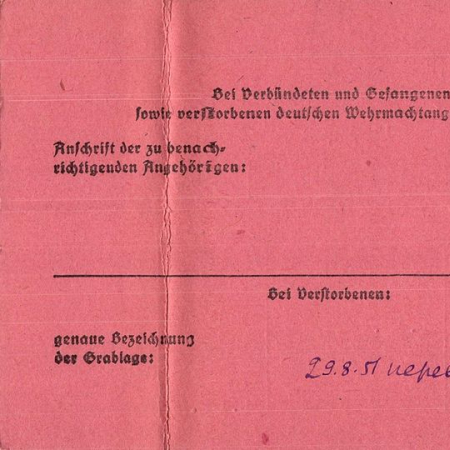 Bei Verbündeten und Gefangenen
sowie verstorbenen deutschen Wehrmachtang
Anschrift der zu benach-
richtigenden Angehörigen:
Bei Verstorbenen:
genaue Bezeichnung
der Grablage:
29.8.51 перев